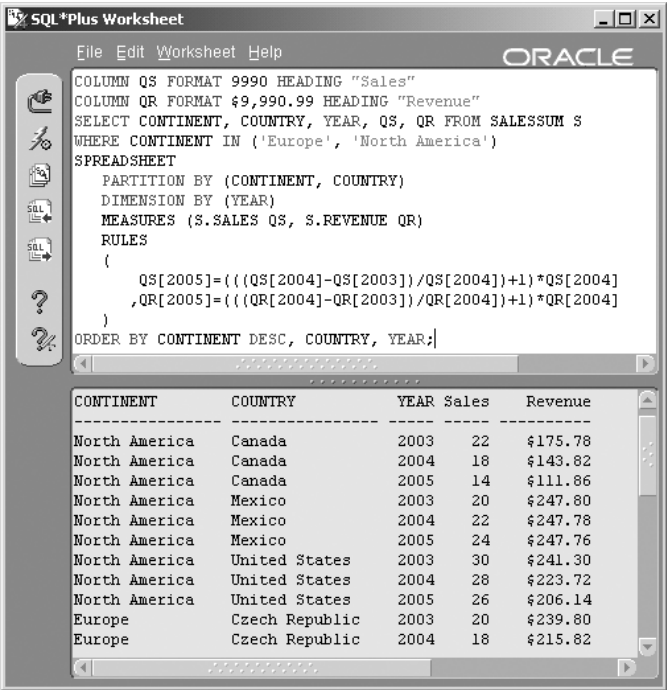 SQL*Plus Worksheet
File Edit Worksheet Help
ORACLE
COLUMN QS FORMAT 9990 HEADING "Sales"
COLUMN QR FORMAT $9,990.99 HEADING "Revenue"
SELECT CONTINENT, COUNTRY, YEAR, QS, QR FROM SALESSUM S
WHERE CONTINENT IN ('Europe', 'North America')
SPREADSHEET
PARTITION BY (CONTINENT, COUNTRY)
DIMENSION BY (YEAR)
MEASURES (S.SALES QS, S.REVENUE QR)
RULES
(
QS[2005]=(((QS[2004]-QS[2003])/QS[2004])+1)*QS[2004]
,QR[2005]=(((QR[2004]-QR[2003])/QR[2004])+1)*QR[2004]
)
ORDER BY CONTINENT DESC, COUNTRY, YEAR;
CONTINENT COUNTRY YEAR Sales Revenue
---------------- ---------------- ----- ----- ----------
North America Canada 2003 22 $175.78
North America Canada 2004 18 $143.82
North America Canada 2005 14 $111.86
North America Mexico 2003 20 $247.80
North America Mexico 2004 22 $247.78
North America Mexico 2005 24 $247.76
North America United States 2003 30 $241.30
North America United States 2004 28 $223.72
North America United States 2005 26 $206.14
Europe Czech Republic 2003 20 $239.80
Europe Czech Republic 2004 18 $215.82